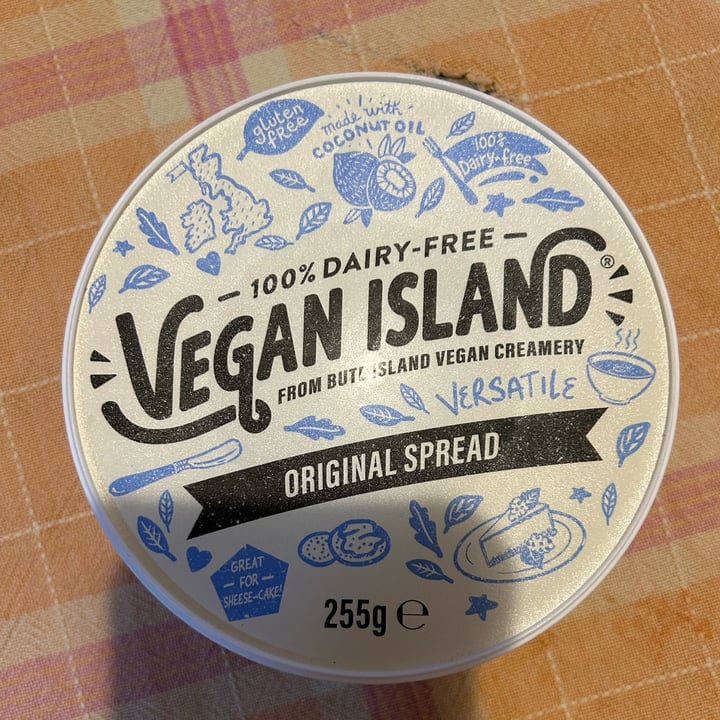 gluten
free
made with
COCONUT OIL
100%
Dairy-free
100% DAIRY-FREE
VEGAN ISLAND®
FROM BUTE ISLAND VEGAN CREAMERY
VERSATILE
ORIGINAL SPREAD
GREAT
FOR
SHEESE-CAKE!
255g ℮